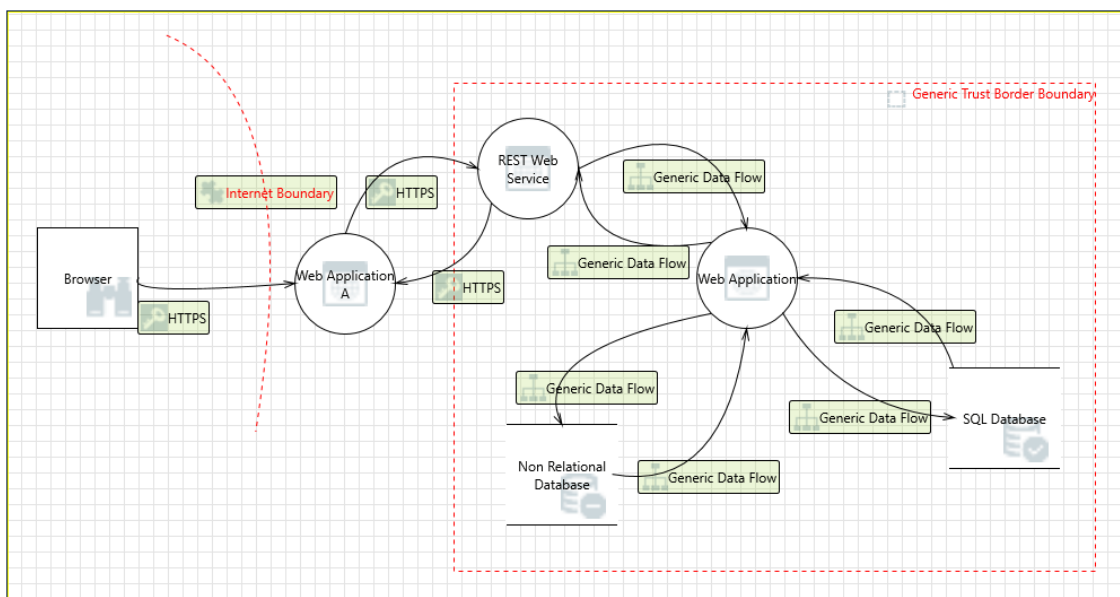 Generic Trust Border Boundary
REST Web
Service
Generic Data Flow
Internet Boundary
HTTPS
Generic Data Flow
Browser
Web Application
A
HTTPS
Web Application
HTTPS
Generic Data Flow
Generic Data Flow
Generic Data Flow
SQL Database
Non Relational
Database
Generic Data Flow